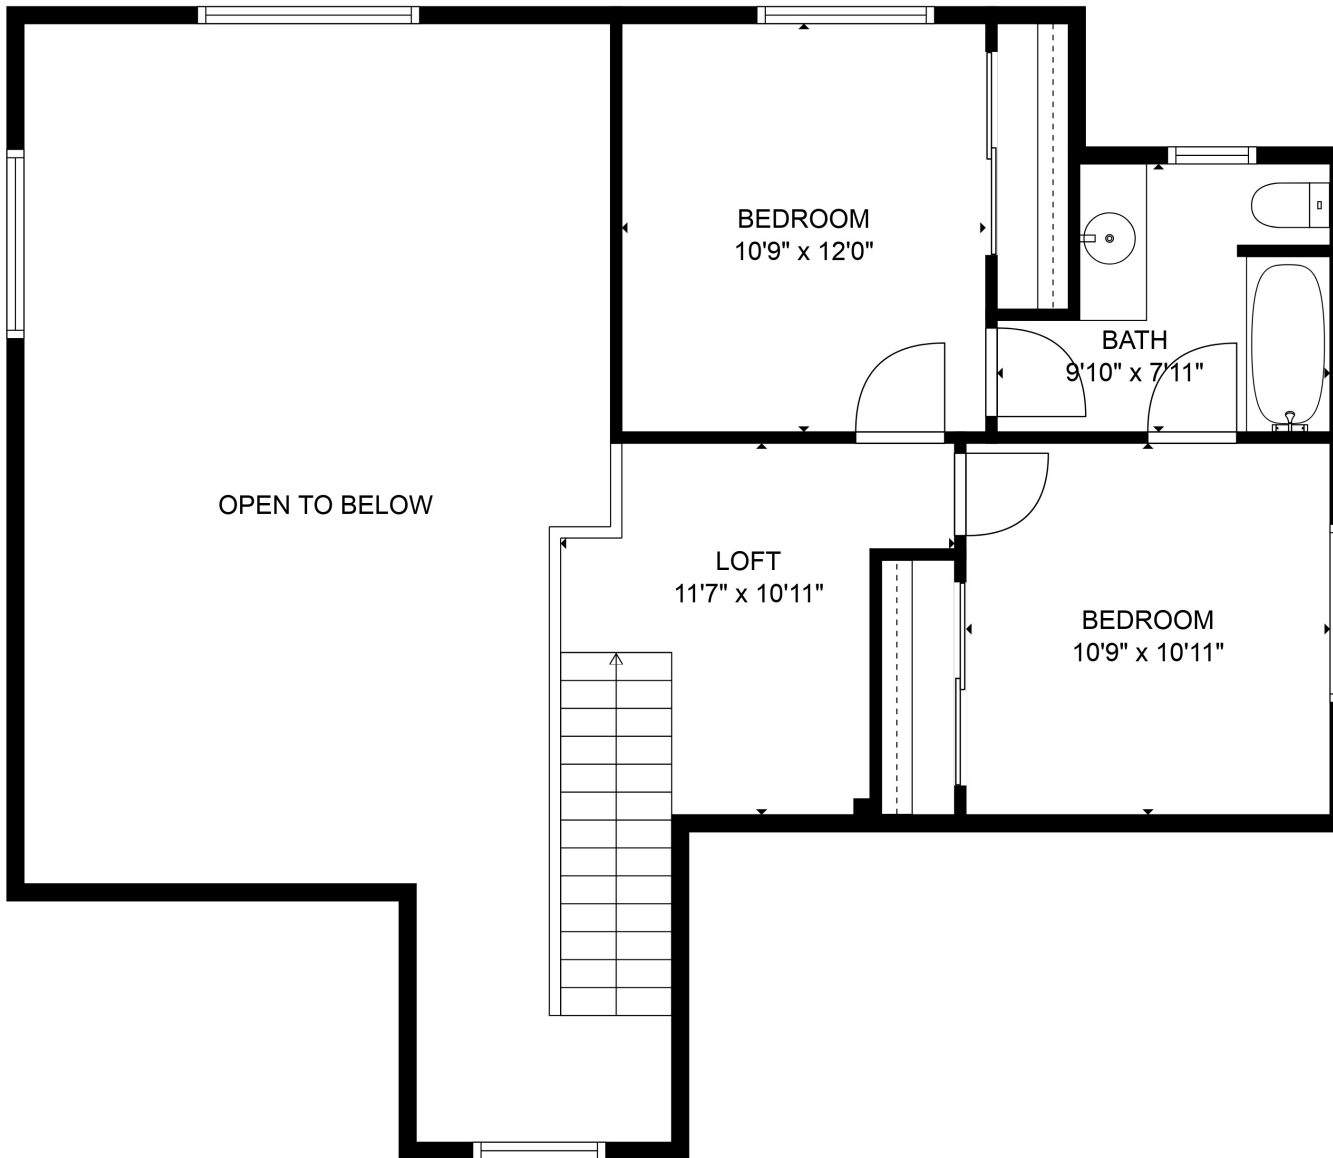 BEDROOM
10'9" x 12'0"
BATH
9'10" x 7'11"
OPEN TO BELOW
LOFT
11'7" x 10'11"
BEDROOM
10'9" x 10'11"